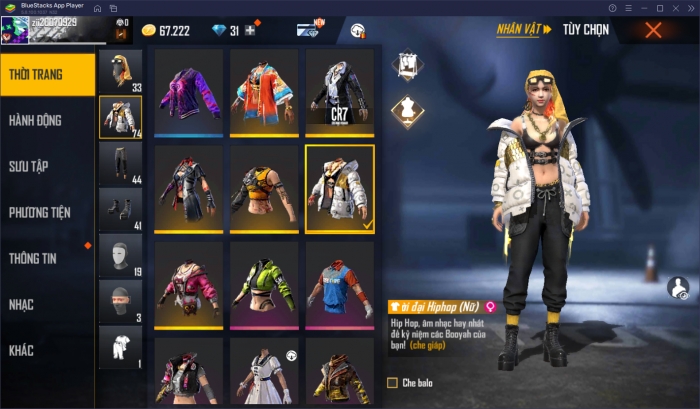 BlueStacks App Player
zii20070929
67.222
31
NEW
NHÂN VẬT
TÙY CHỌN
THỜI TRANG
HÀNH ĐỘNG
SƯU TẬP
PHƯƠNG TIỆN
THÔNG TIN
NHẠC
KHÁC
33
74
44
41
19
3
1
CR7
ời đại Hiphop (Nữ)
Hip Hop, âm nhạc hay nhất
để kỷ niệm các Booyah của
bạn! (che giáp)
Che balo